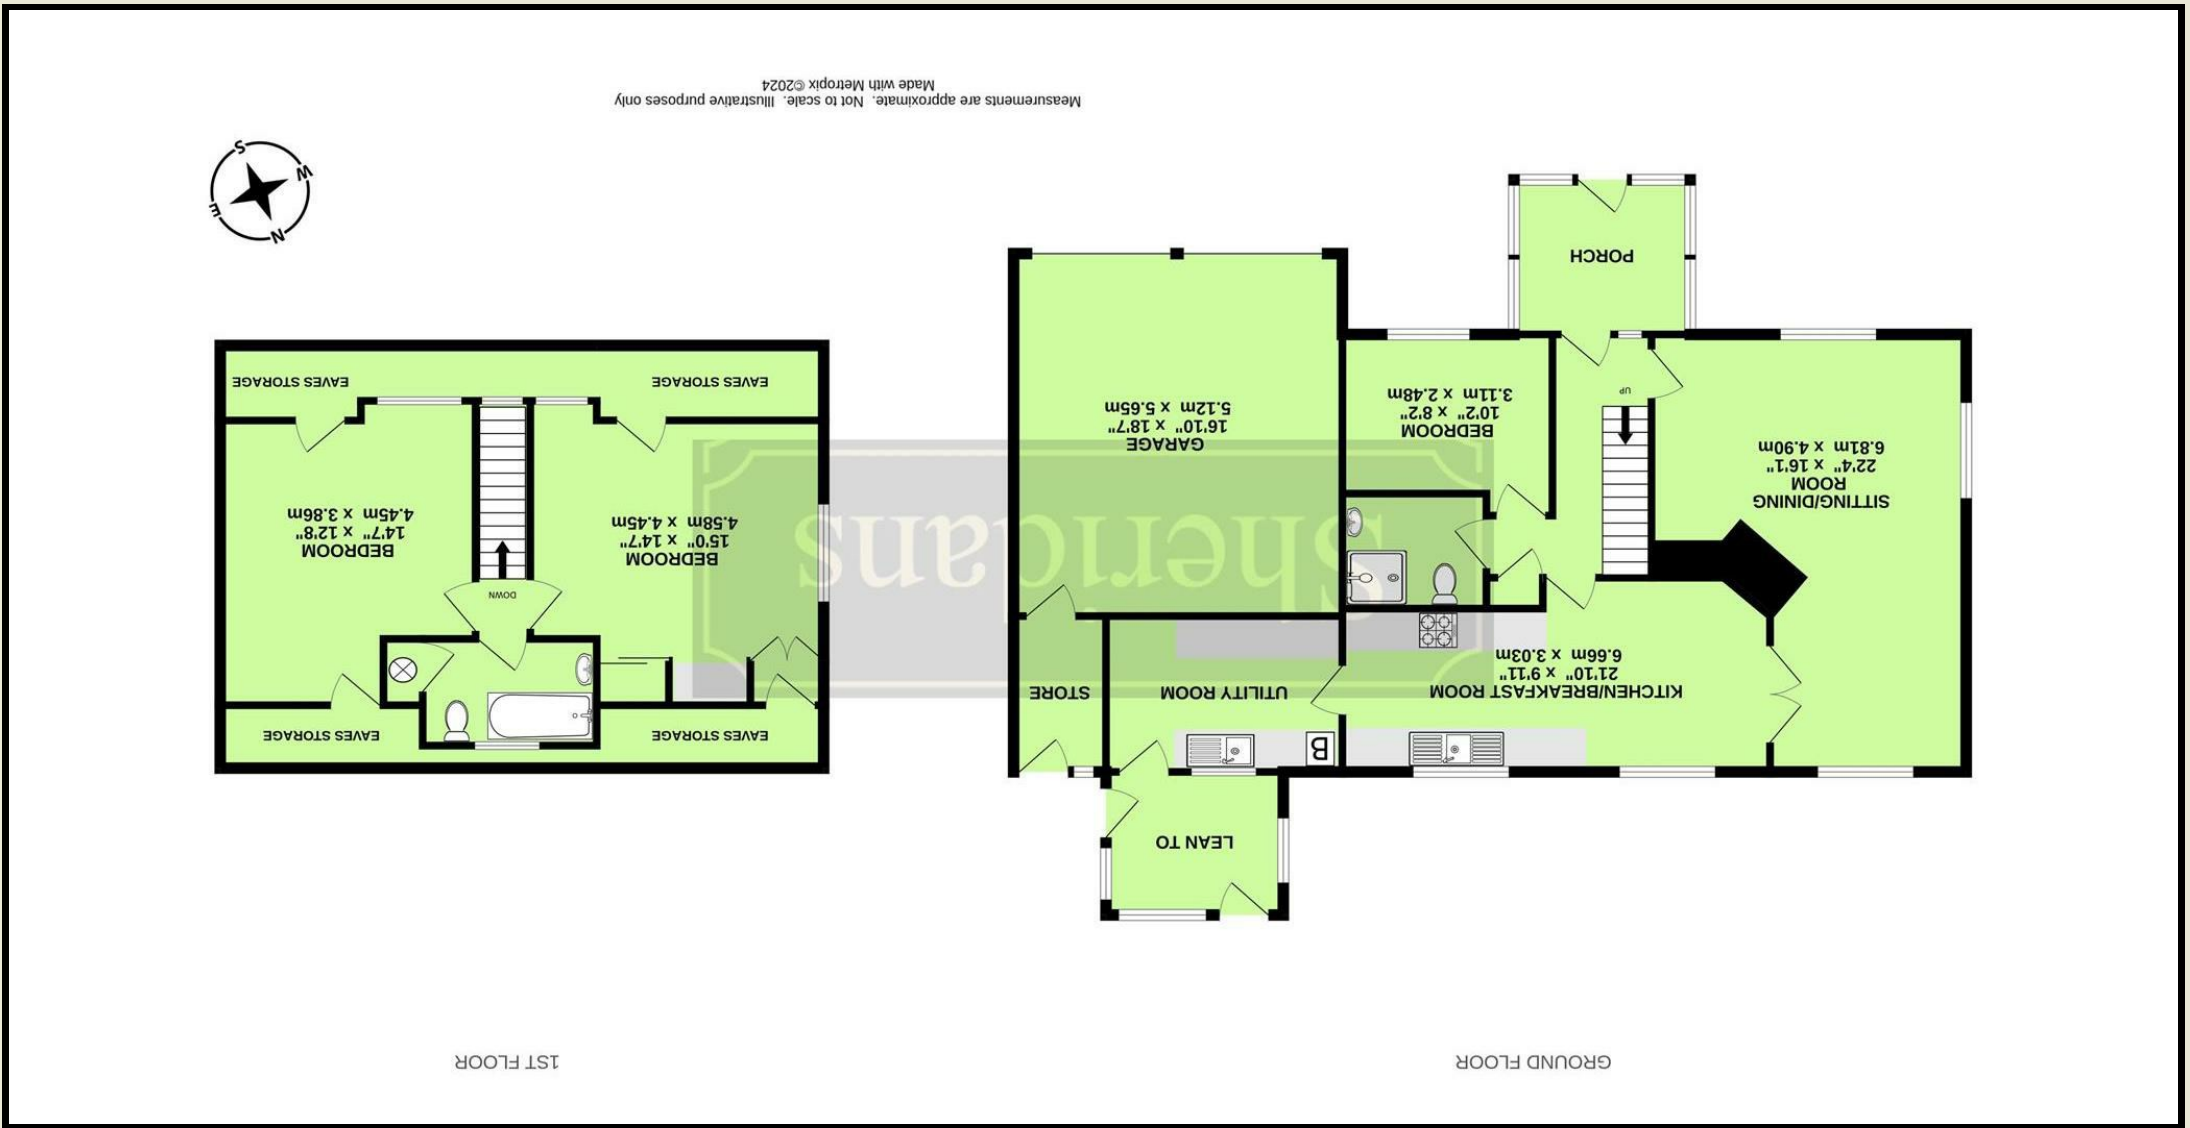 GROUND FLOOR
1ST FLOOR
LEAN TO
STORE
UTILITY ROOM
B
KITCHEN/BREAKFAST ROOM
21'10" x 9'11"
6.66m x 3.03m
SITTING/DINING
ROOM
22'4" x 16'1"
6.81m x 4.90m
GARAGE
16'10" x 18'7"
5.12m x 5.65m
BEDROOM
10'2" x 8'2"
3.11m x 2.48m
UP
PORCH
EAVES STORAGE
EAVES STORAGE
BEDROOM
15'0" x 14'7"
4.58m x 4.45m
DOWN
BEDROOM
14'7" x 12'8"
4.45m x 3.86m
EAVES STORAGE
EAVES STORAGE
Sheridans
N
E
S
W
Measurements are approximate. Not to scale. Illustrative purposes only
Made with Metropix ©2024